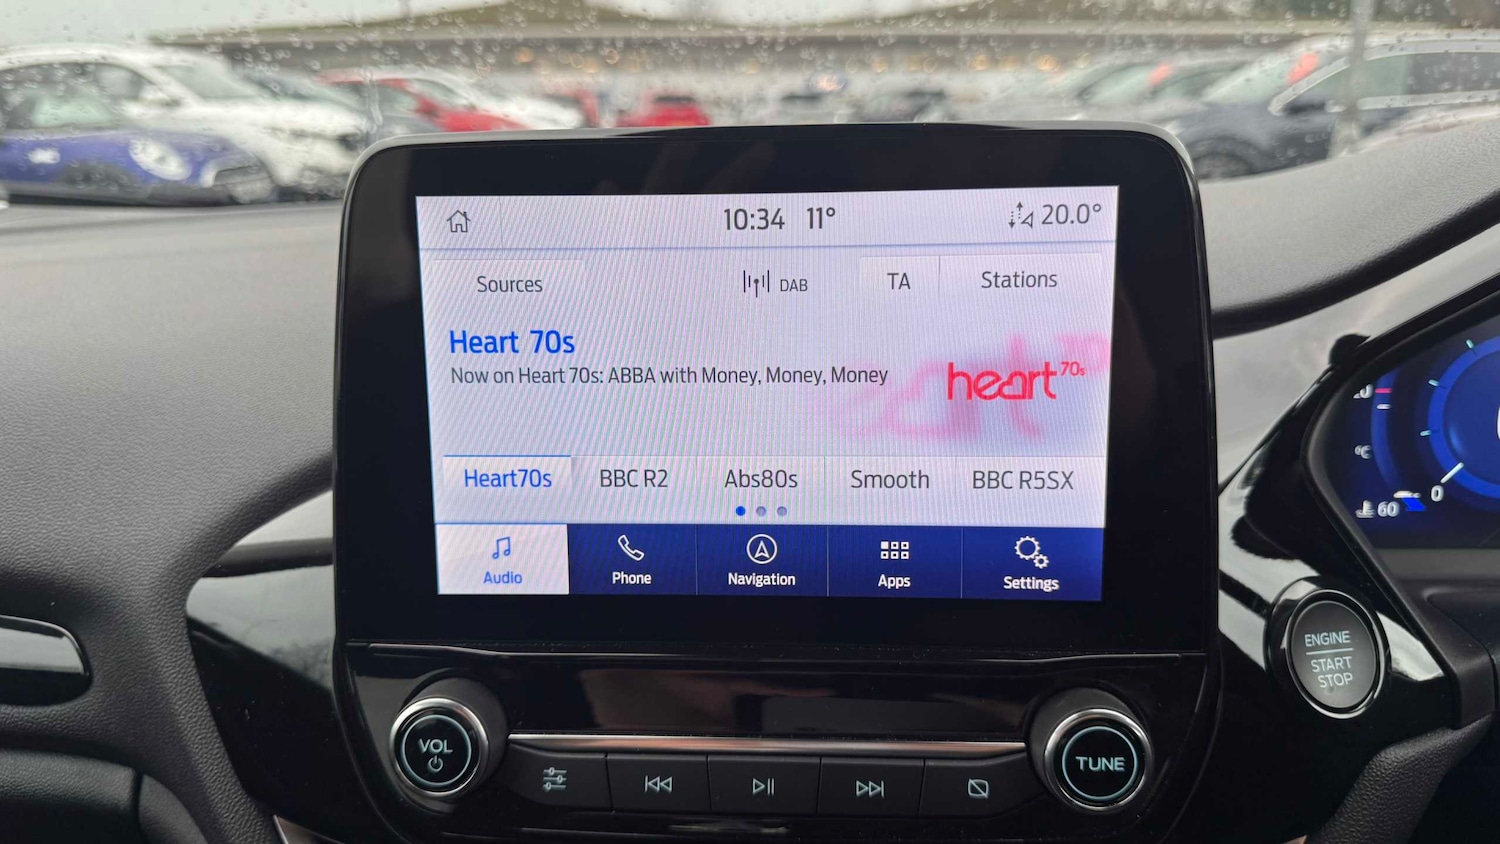 10:34 11° 20.0°
Sources DAB TA Stations
Heart 70s
Now on Heart 70s: ABBA with Money, Money, Money
heart 70s
Heart70s BBC R2 Abs80s Smooth BBC R5SX
Audio Phone Navigation Apps Settings
°C
60 0
ENGINE
START
STOP
VOL
TUNE